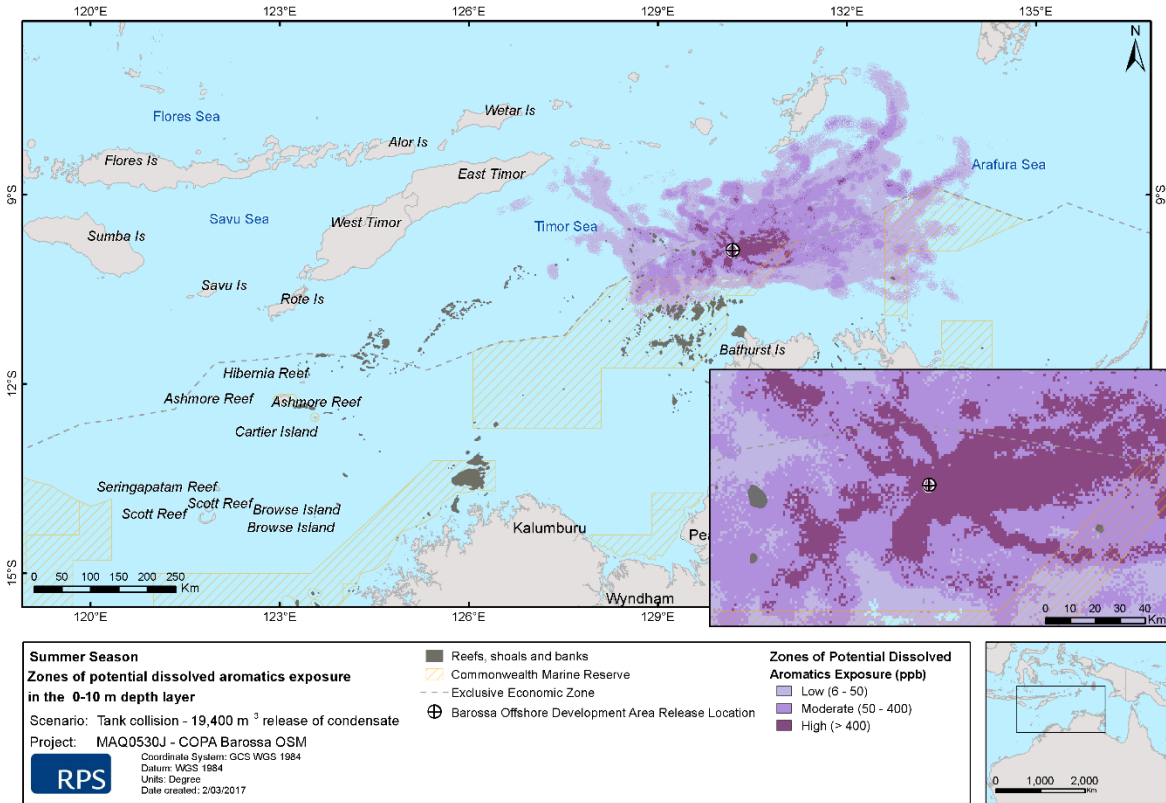 120°E 123°E 126°E 129°E 132°E 135°E
N
Flores Sea
Wetar Is
Alor Is
Flores Is
East Timor
Arafura Sea
9°S 9°S
Savu Sea
West Timor
Timor Sea
Sumba Is
Savu Is
Rote Is
Bathurst Is
Hibernia Reef
12°S
Ashmore Reef Ashmore Reef
Cartier Island
Seringapatam Reef
Scott Reef
Scott Reef
Browse Island
Browse Island
Kalumburu
Pea
15°S
0 50 100 150 200 250
Km
Wyndham
0 10 20 30 40
Km
120°E 123°E 126°E 129°E
Summer Season
Zones of potential dissolved aromatics exposure
in the 0-10 m depth layer
Scenario: Tank collision - 19,400 m³ release of condensate
Project: MAQ0530J - COPA Barossa OSM
RPS
Coordinate System: GCS WGS 1984
Datum: WGS 1984
Units: Degree
Date created: 2/03/2017
Reefs, shoals and banks
Commonwealth Marine Reserve
Exclusive Economic Zone
Barossa Offshore Development Area Release Location
Zones of Potential Dissolved
Aromatics Exposure (ppb)
Low (6 - 50)
Moderate (50 - 400)
High (> 400)
0 1,000 2,000
Km